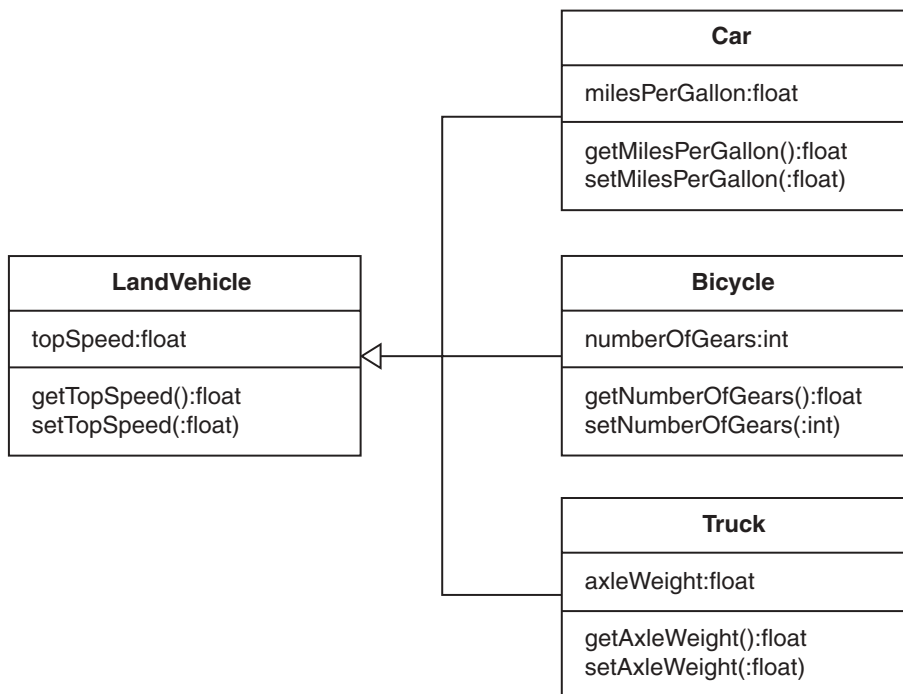 Car
milesPerGallon:float
getMilesPerGallon():float
setMilesPerGallon(:float)
LandVehicle
topSpeed:float
getTopSpeed():float
setTopSpeed(:float)
Bicycle
numberOfGears:int
getNumberOfGears():float
setNumberOfGears(:int)
Truck
axleWeight:float
getAxleWeight():float
setAxleWeight(:float)